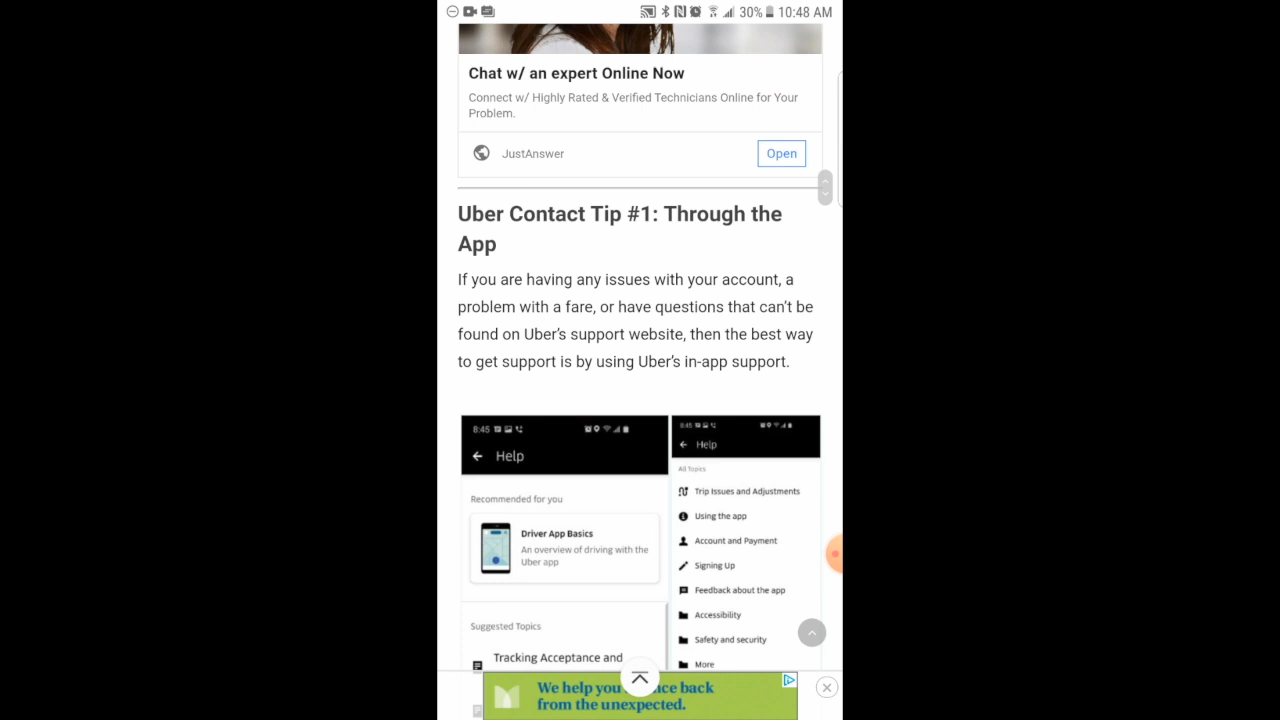 30% 10:48 AM
Chat w/ an expert Online Now
Connect w/ Highly Rated & Verified Technicians Online for Your
Problem.
JustAnswer
Open
Uber Contact Tip #1: Through the
App
If you are having any issues with your account, a
problem with a fare, or have questions that can't be
found on Uber's support website, then the best way
to get support is by using Uber's in-app support.
8:45
Help
Recommended for you
Driver App Basics
An overview of driving with the
Uber app
Suggested Topics
Tracking Acceptance and
8:45
Help
All Topics
Trip Issues and Adjustments
Using the app
Account and Payment
Signing Up
Feedback about the app
Accessibility
Safety and security
More
We help you
back
from the unexpected.